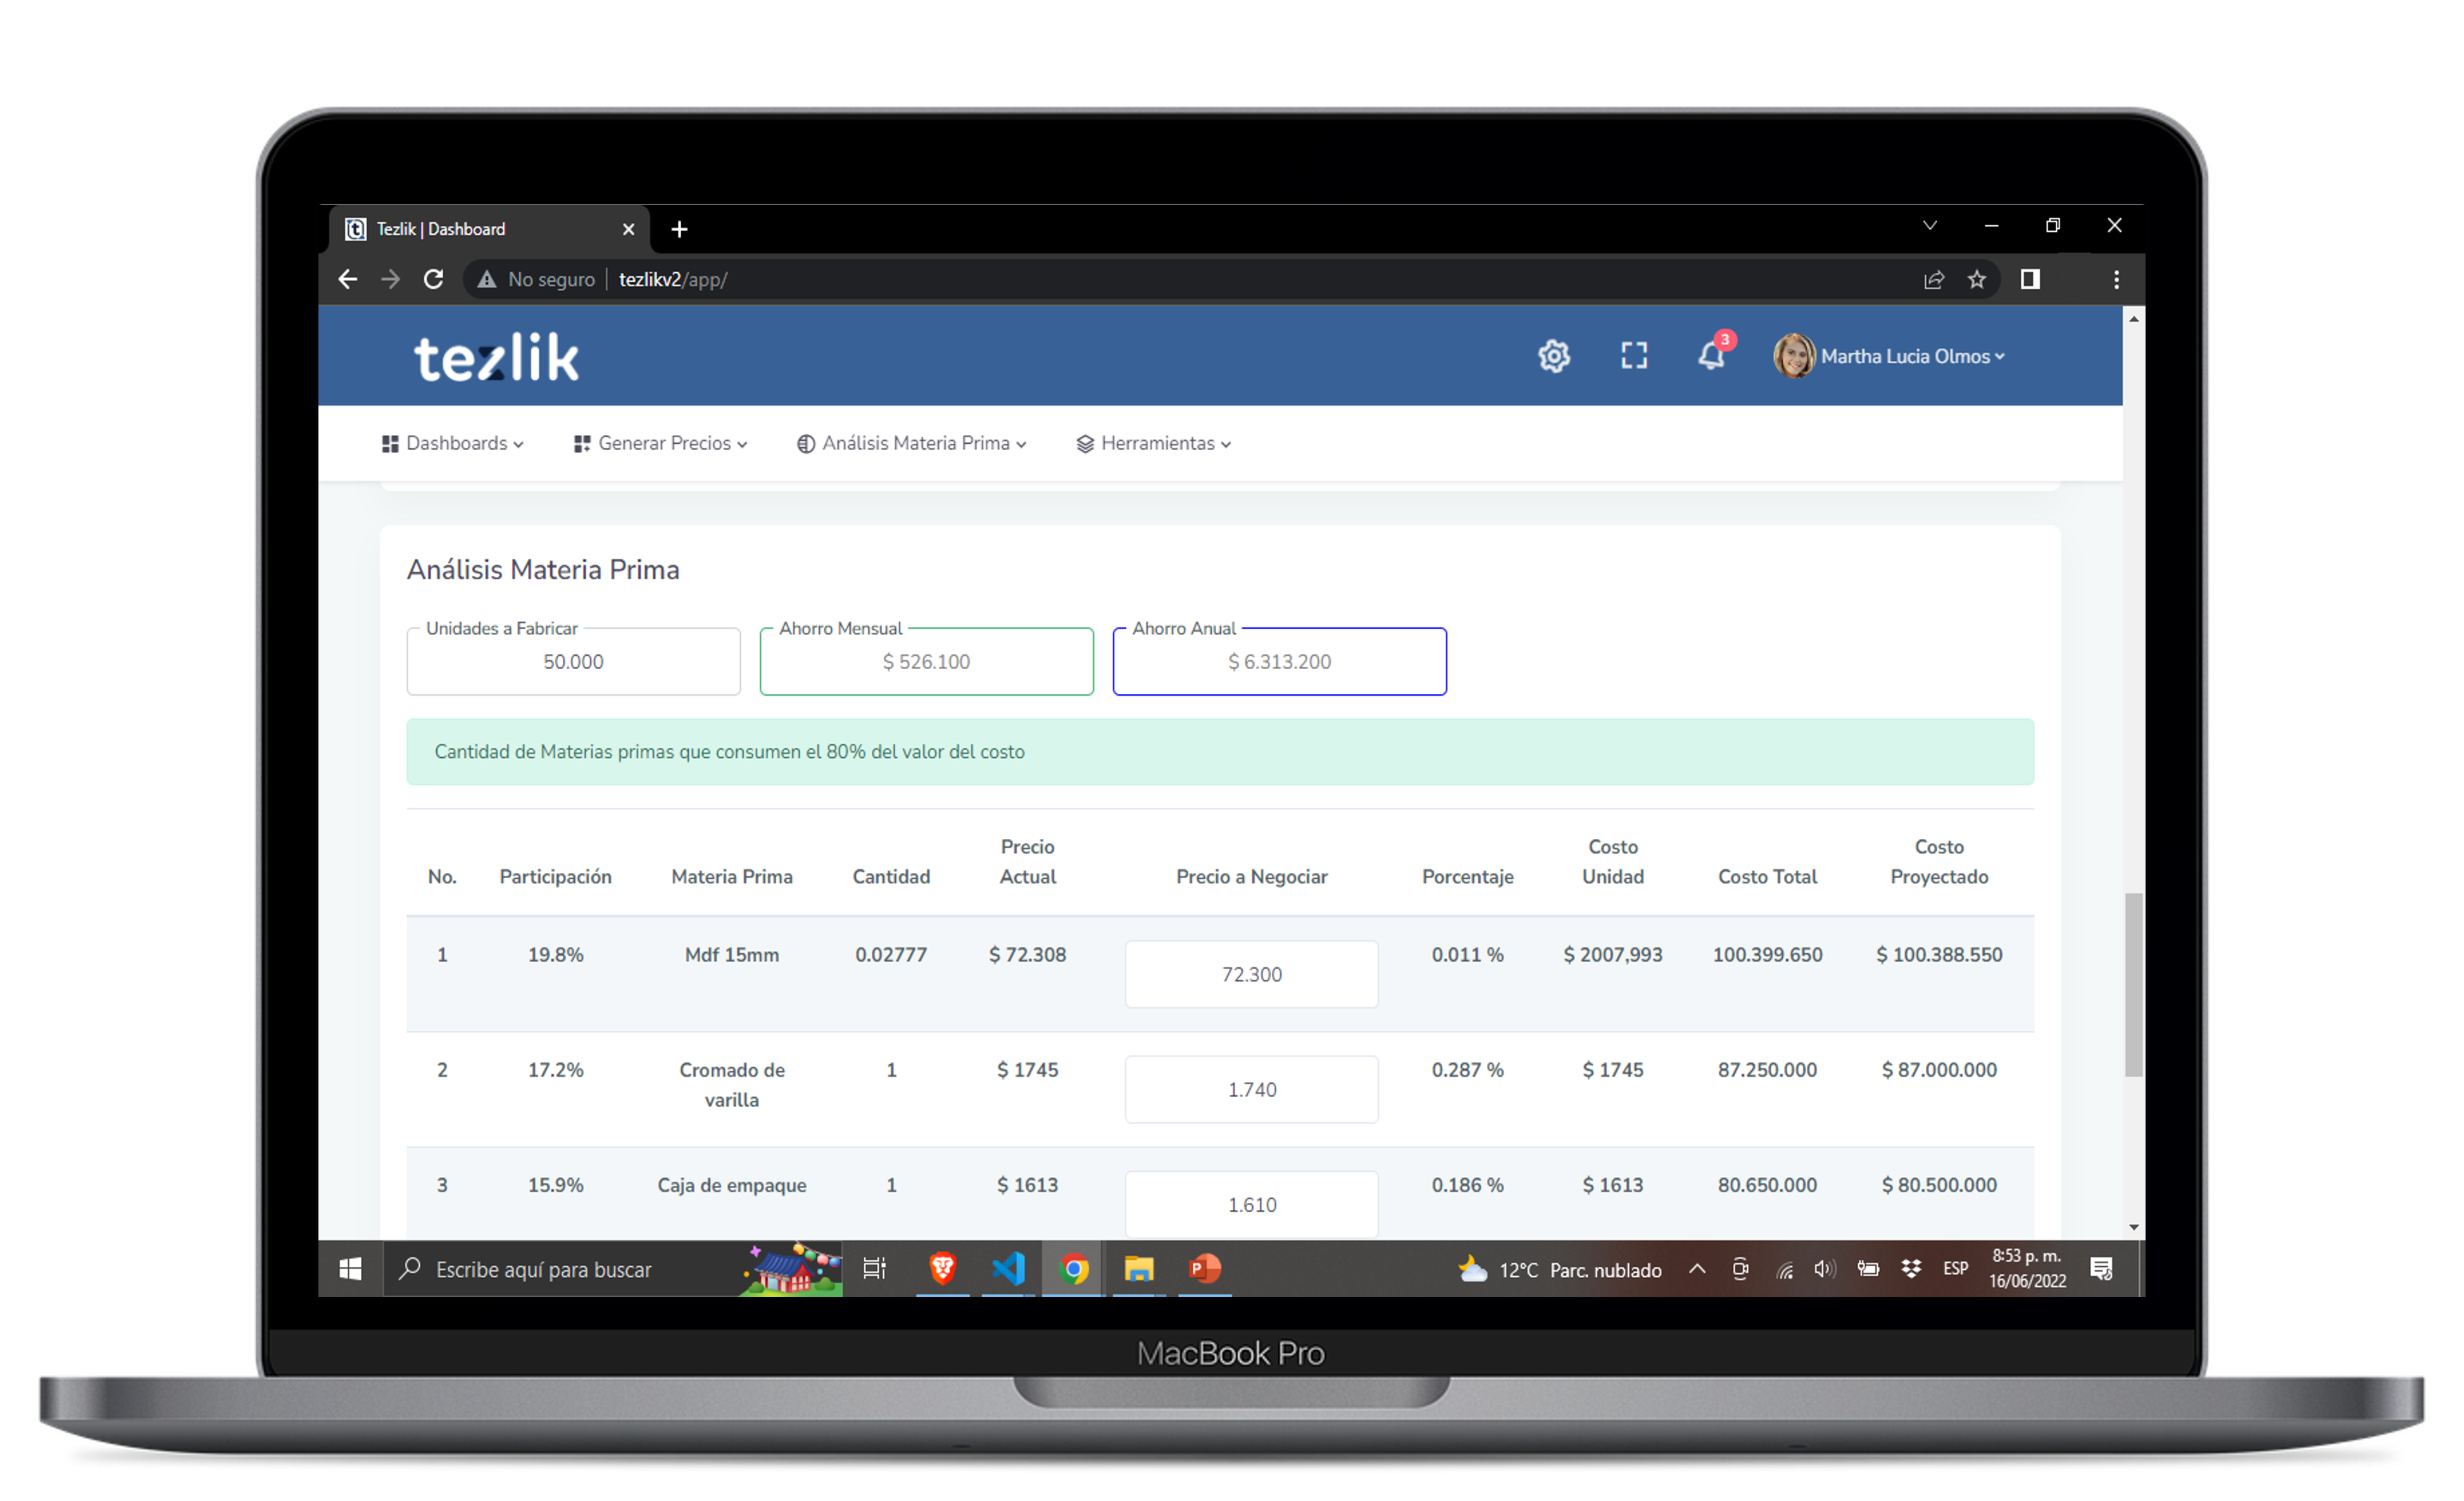 Tezlik | Dashboard
No seguro | tezlikv2/app/
tezlik
3
Martha Lucia Olmos
Dashboards
Generar Precios
Análisis Materia Prima
Herramientas
Análisis Materia Prima
Unidades a Fabricar
50.000
Ahorro Mensual
$ 526.100
Ahorro Anual
$ 6.313.200
Cantidad de Materias primas que consumen el 80% del valor del costo
No. Participación Materia Prima Cantidad Precio Actual Precio a Negociar Porcentaje Costo Unidad Costo Total Costo Proyectado
1 19.8% Mdf 15mm 0.02777 $ 72.308 72.300 0.011 % $ 2007,993 100.399.650 $ 100.388.550
2 17.2% Cromado de varilla 1 $ 1745 1.740 0.287 % $ 1745 87.250.000 $ 87.000.000
3 15.9% Caja de empaque 1 $ 1613 1.610 0.186 % $ 1613 80.650.000 $ 80.500.000
Escribe aquí para buscar
12°C Parc. nublado
ESP
8:53 p. m.
16/06/2022
MacBook Pro